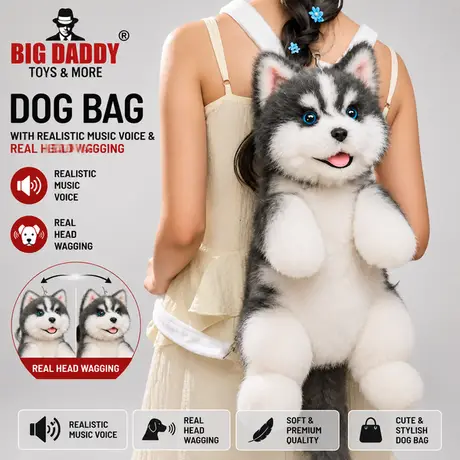 ®
BIG DADDY
TOYS & MORE
DOG BAG
WITH REALISTIC MUSIC VOICE &
REAL HEAD WAGGING
REALISTIC
MUSIC
VOICE
REAL
HEAD
WAGGING
REAL HEAD WAGGING
REALISTIC
MUSIC VOICE
REAL
HEAD
WAGGING
SOFT &
PREMIUM
QUALITY
CUTE &
STYLISH
DOG BAG